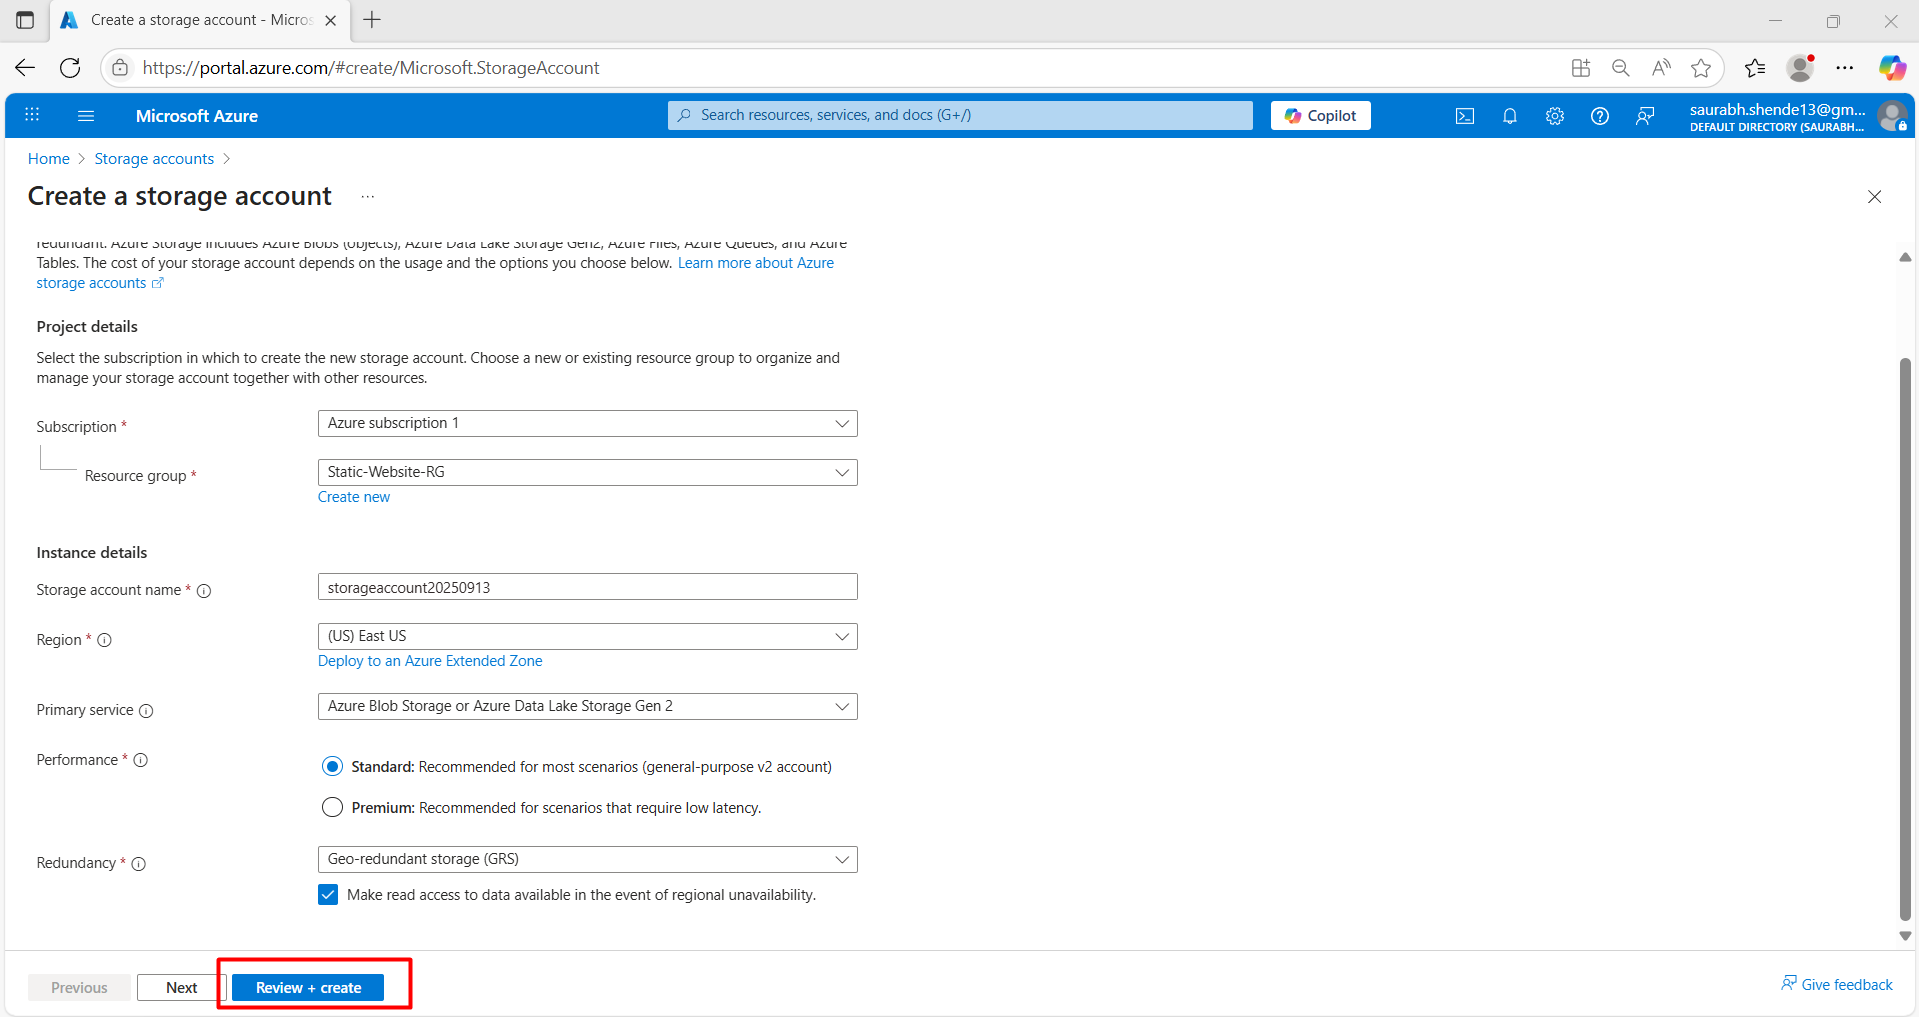 Create a storage account - Micros
https://portal.azure.com/#create/Microsoft.StorageAccount
Microsoft Azure
Search resources, services, and docs (G+/)
Copilot
saurabh.shende13@gm...
DEFAULT DIRECTORY (SAURABH...
Home > Storage accounts >
Create a storage account ...
redundant. Azure Storage includes Azure Blobs (objects), Azure Data Lake Storage Gen2, Azure Files, Azure Queues, and Azure
Tables. The cost of your storage account depends on the usage and the options you choose below. Learn more about Azure
storage accounts
Project details
Select the subscription in which to create the new storage account. Choose a new or existing resource group to organize and
manage your storage account together with other resources.
Subscription *
Azure subscription 1
Resource group *
Static-Website-RG
Create new
Instance details
Storage account name *
storageaccount20250913
Region *
(US) East US
Deploy to an Azure Extended Zone
Primary service
Azure Blob Storage or Azure Data Lake Storage Gen 2
Performance *
Standard: Recommended for most scenarios (general-purpose v2 account)
Premium: Recommended for scenarios that require low latency.
Redundancy *
Geo-redundant storage (GRS)
Make read access to data available in the event of regional unavailability.
Previous
Next
Review + create
Give feedback